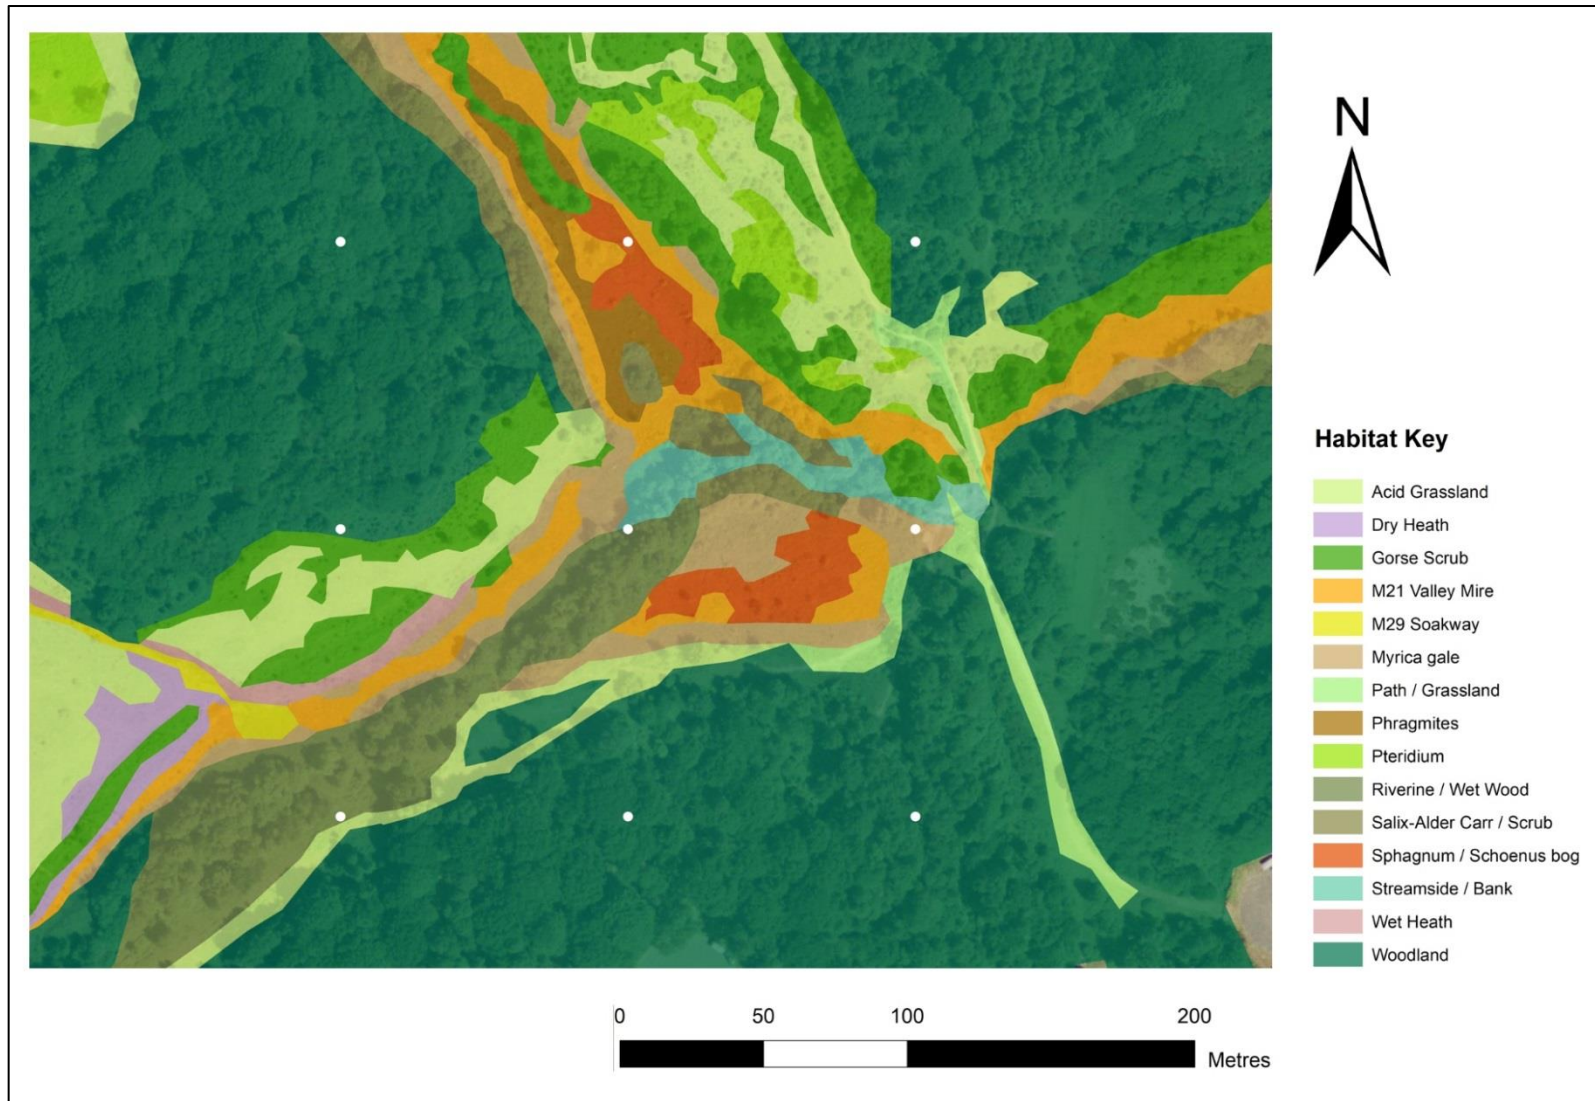 N
Habitat Key
Acid Grassland
Dry Heath
Gorse Scrub
M21 Valley Mire
M29 Soakway
Myrica gale
Path / Grassland
Phragmites
Pteridium
Riverine / Wet Wood
Salix-Alder Carr / Scrub
Sphagnum / Schoenus bog
Streamside / Bank
Wet Heath
Woodland
0 50 100 200
Metres